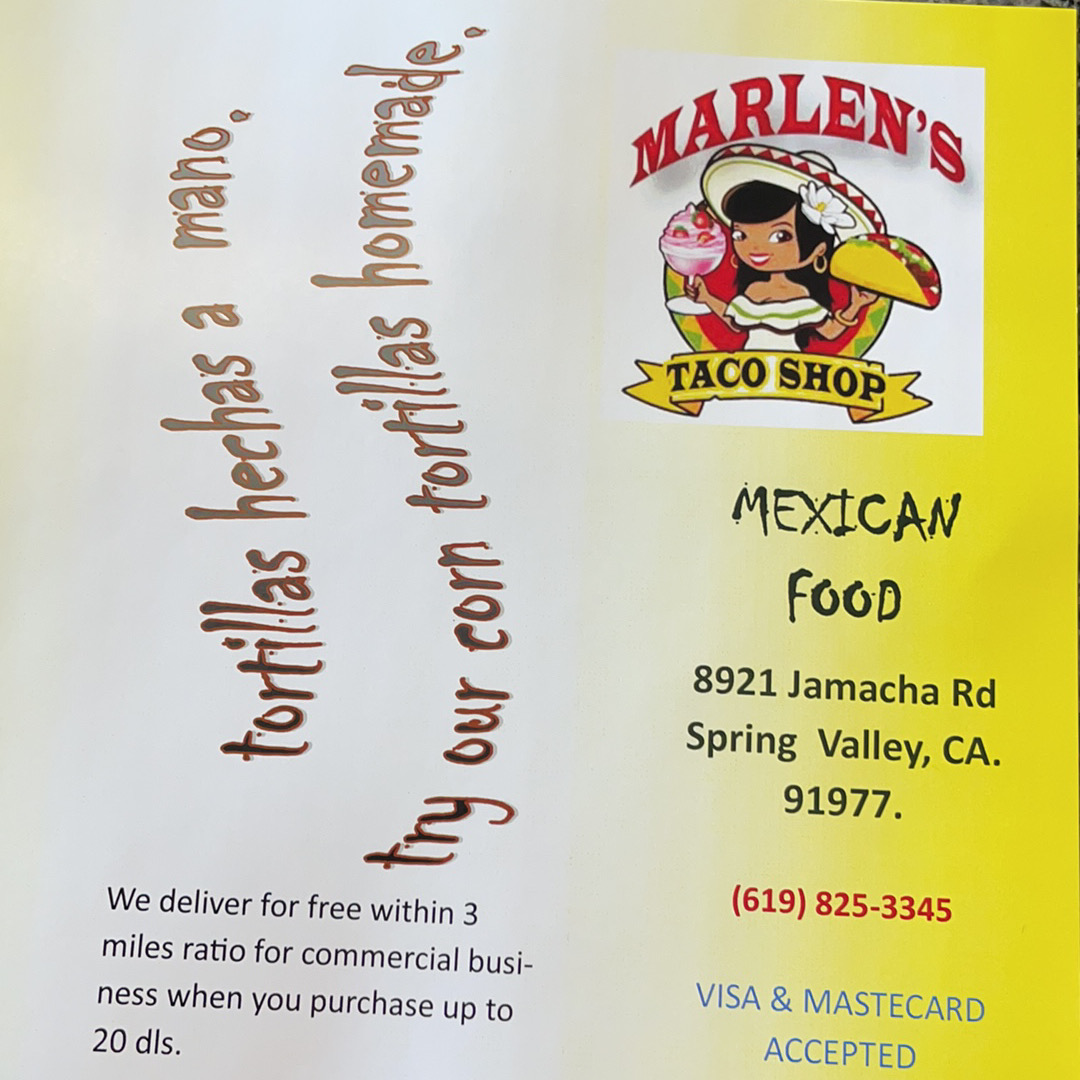 tortillas hechas a mano.
try our corn tortillas homemade.
We deliver for free within 3
miles ratio for commercial busi-
ness when you purchase up to
20 dls.
MARLEN'S
TACO SHOP
MEXICAN
FOOD
8921 Jamacha Rd
Spring Valley, CA.
91977.
(619) 825-3345
VISA & MASTECARD
ACCEPTED